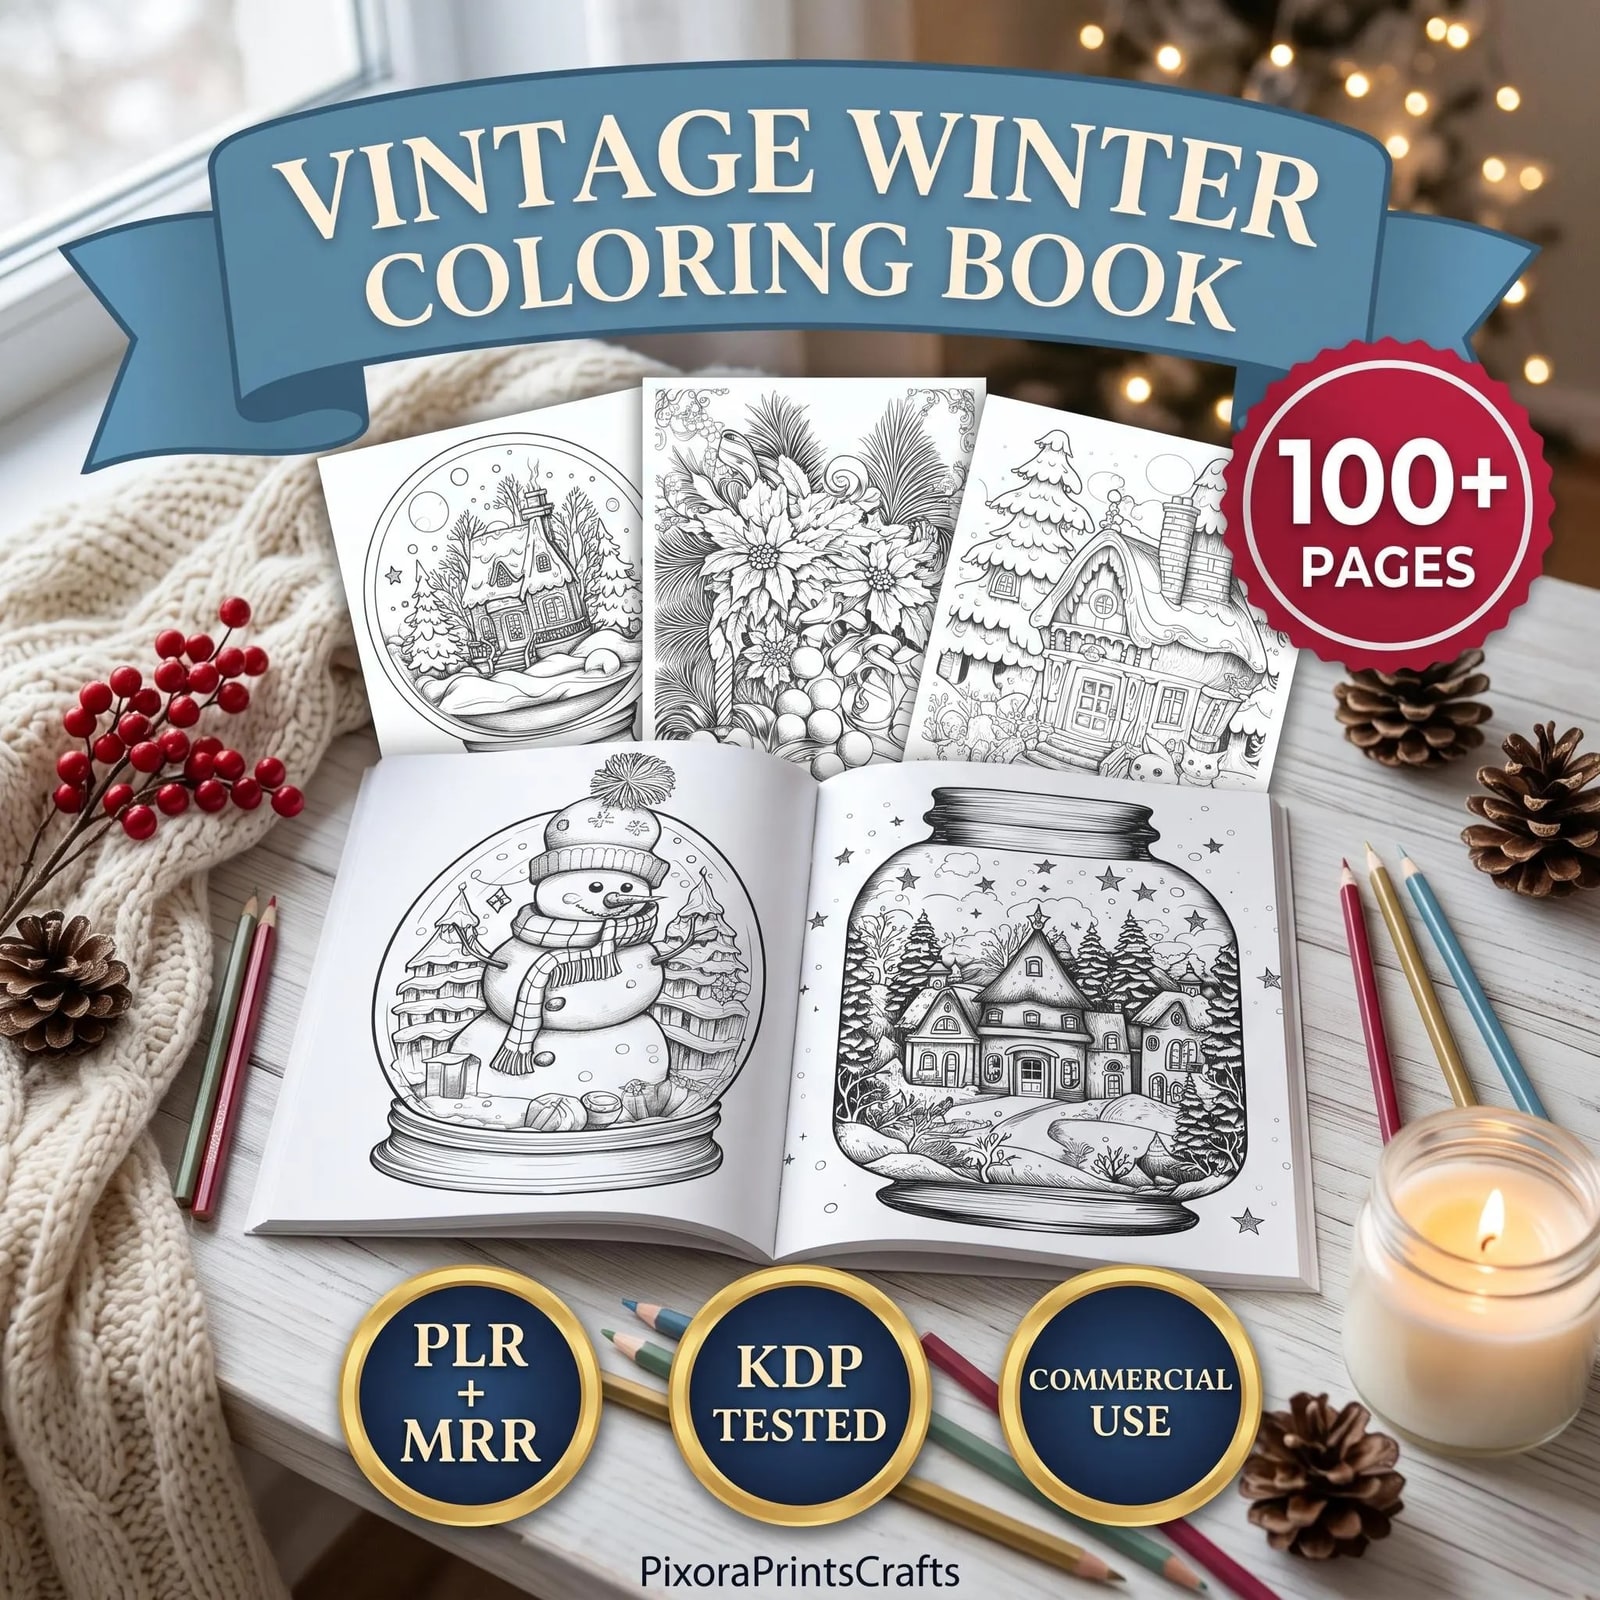 VINTAGE WINTER
COLORING BOOK
100+
PAGES
PLR
+
MRR
KDP
TESTED
COMMERCIAL
USE
PixoraPrintsCrafts